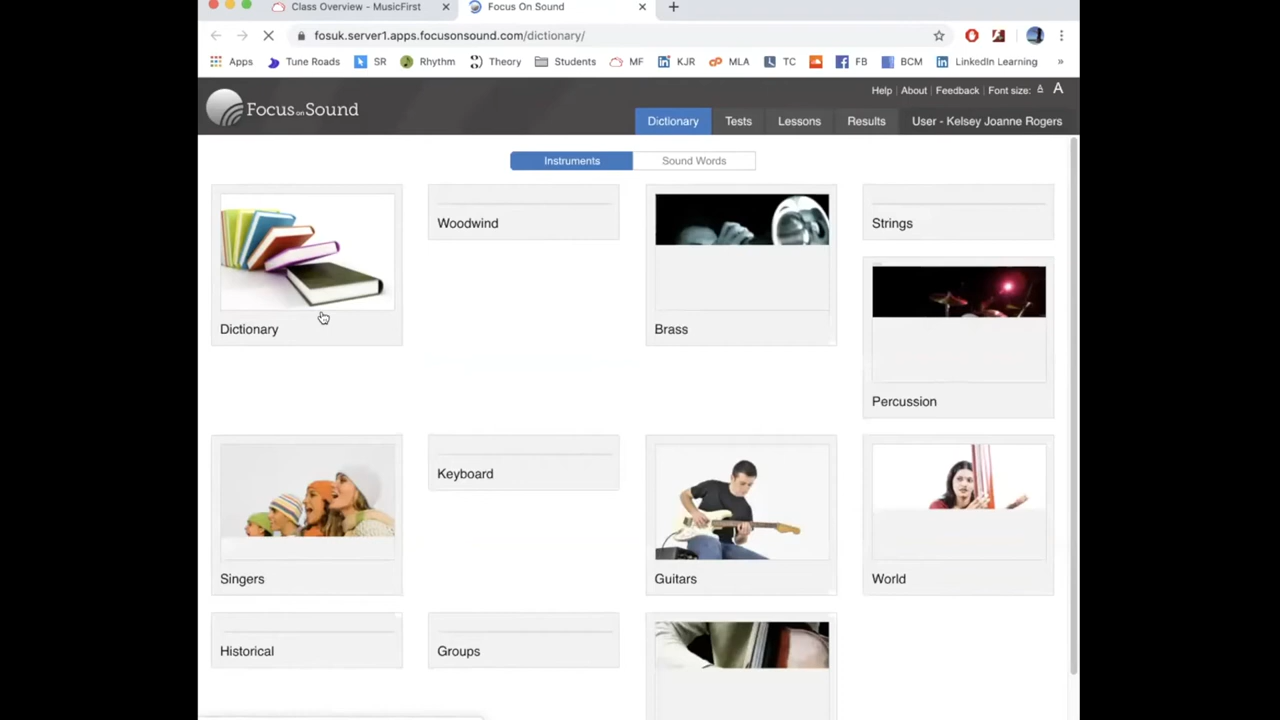 Class Overview - MusicFirst
Focus On Sound
fosuk.server1.apps.focusonsound.com/dictionary/
Apps Tune Roads SR Rhythm Theory Students MF KJR MLA TC FB BCM LinkedIn Learning »
Help | About | Feedback | Font size: A A
Focus on Sound
Dictionary Tests Lessons Results User - Kelsey Joanne Rogers
Instruments Sound Words
Dictionary
Woodwind
Brass
Strings
Percussion
Singers
Keyboard
Guitars
World
Historical
Groups